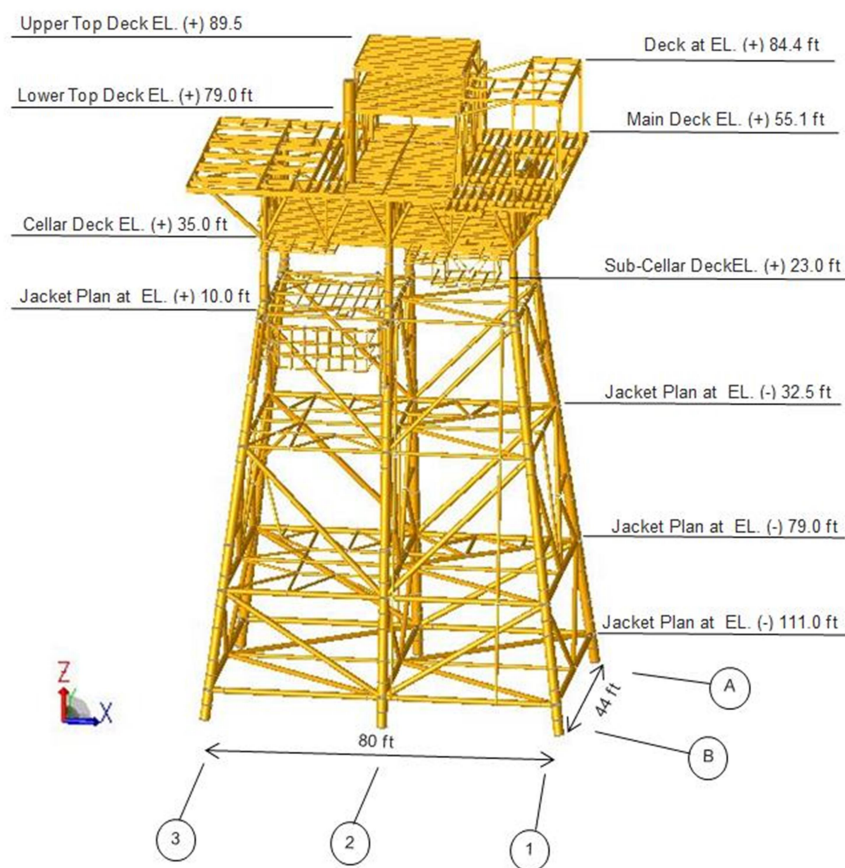 Upper Top Deck EL. (+) 89.5
Deck at EL. (+) 84.4 ft
Lower Top Deck EL. (+) 79.0 ft
Main Deck EL. (+) 55.1 ft
Cellar Deck EL. (+) 35.0 ft
Sub-Cellar DeckEL. (+) 23.0 ft
Jacket Plan at EL. (+) 10.0 ft
Jacket Plan at EL. (-) 32.5 ft
Jacket Plan at EL. (-) 79.0 ft
Jacket Plan at EL. (-) 111.0 ft
Z
X
A
44 ft
B
80 ft
3
2
1